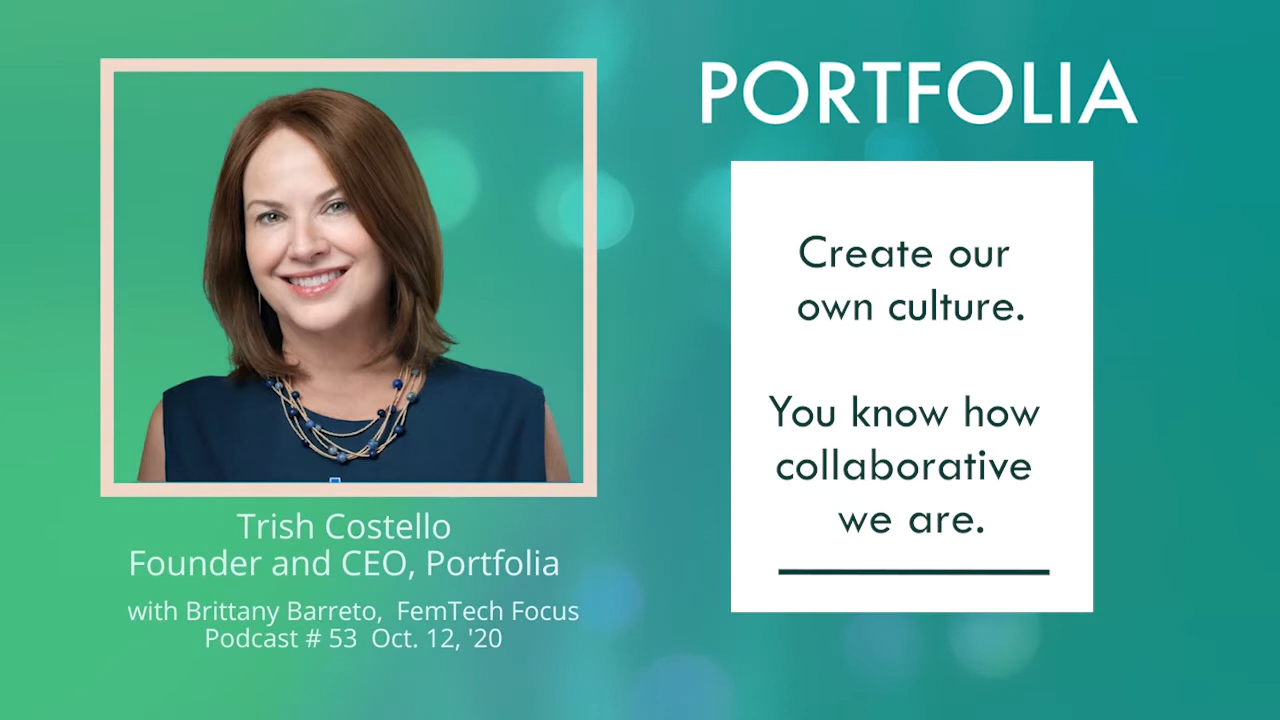 PORTFOLIA
Create our
own culture.
You know how
collaborative
we are.
Trish Costello
Founder and CEO, Portfolia
with Brittany Barreto, FemTech Focus
Podcast # 53 Oct. 12, '20